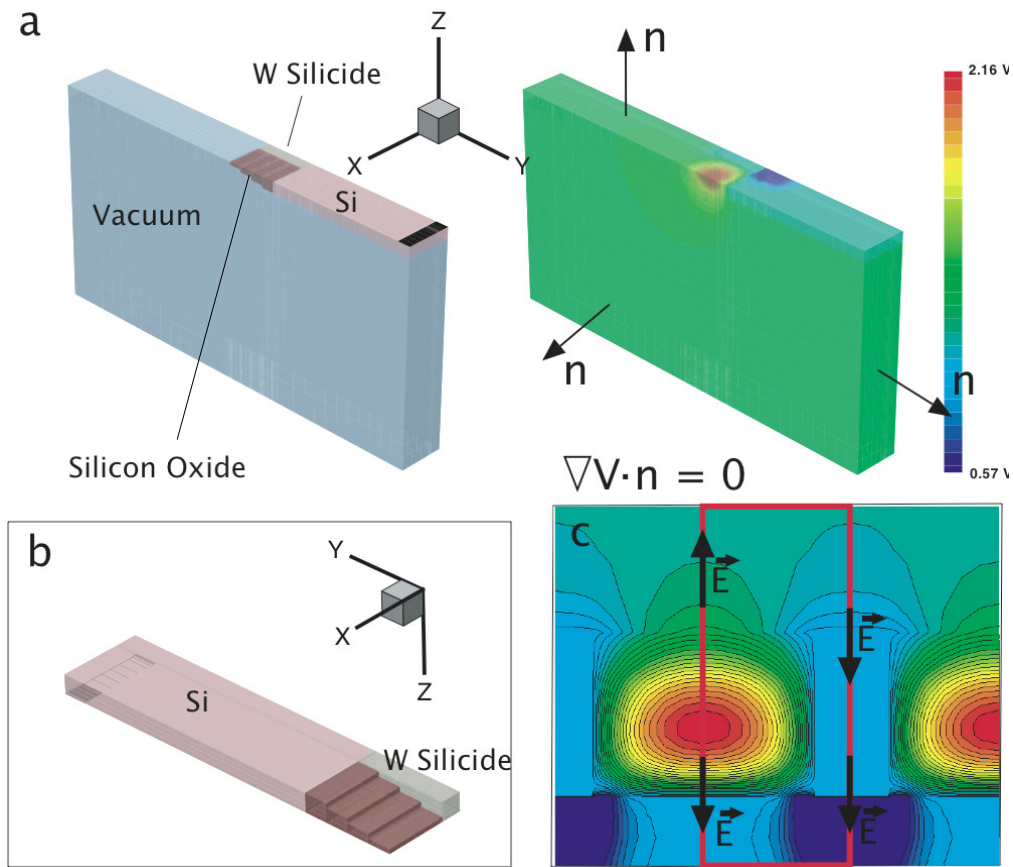 a
W Silicide
Z
X
Y
Si
Vacuum
Silicon Oxide
n
n
n
2.16 V
0.57 V
∇V·n = 0
b
Y
X
Z
Si
W Silicide
c
E
E
E
E